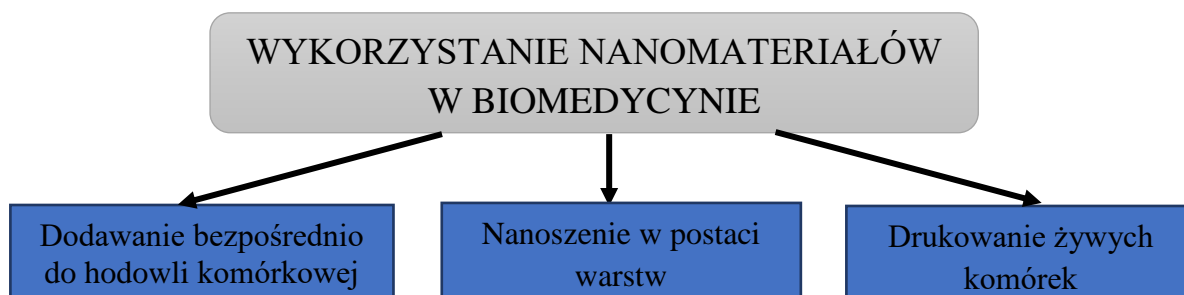 WYKORZYSTANIE NANOMATERIAŁÓW
W BIOMEDYCYNIE
Dodawanie bezpośrednio
do hodowli komórkowej
Nanoszenie w postaci
warstw
Drukowanie żywych
komórek